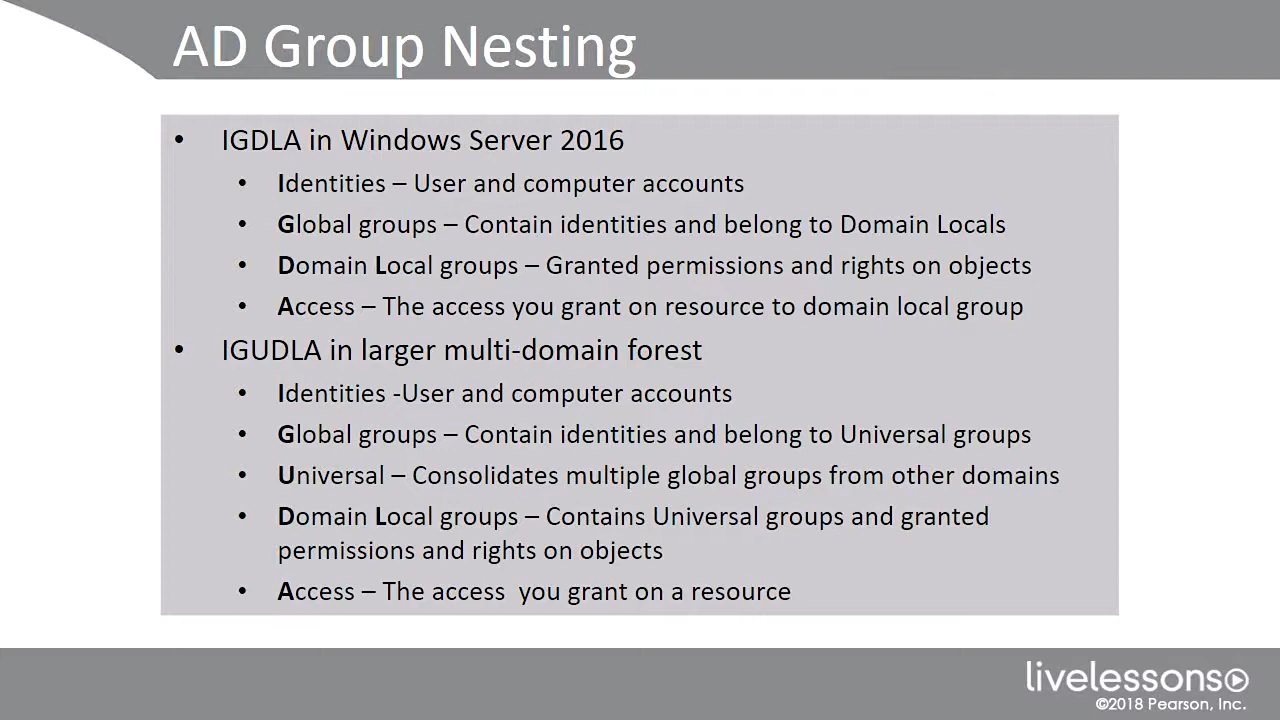 AD Group Nesting
• IGDLA in Windows Server 2016
• Identities – User and computer accounts
• Global groups – Contain identities and belong to Domain Locals
• Domain Local groups – Granted permissions and rights on objects
• Access – The access you grant on resource to domain local group
• IGUDLA in larger multi-domain forest
• Identities -User and computer accounts
• Global groups – Contain identities and belong to Universal groups
• Universal – Consolidates multiple global groups from other domains
• Domain Local groups – Contains Universal groups and granted
permissions and rights on objects
• Access – The access  you grant on a resource
livelessons
©2018 Pearson, Inc.